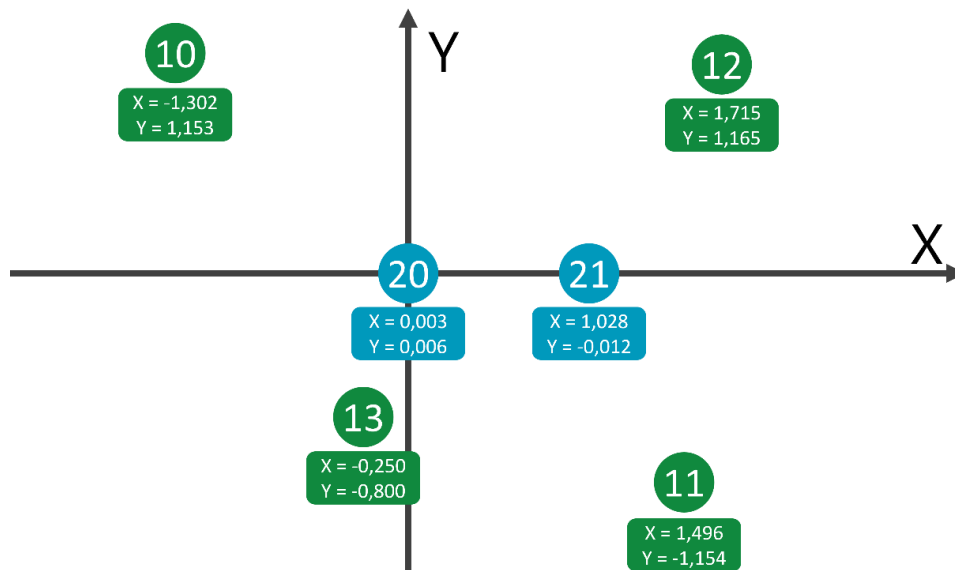 10
X = -1,302
Y = 1,153
Y
12
X = 1,715
Y = 1,165
X
20
X = 0,003
Y = 0,006
21
X = 1,028
Y = -0,012
13
X = -0,250
Y = -0,800
11
X = 1,496
Y = -1,154